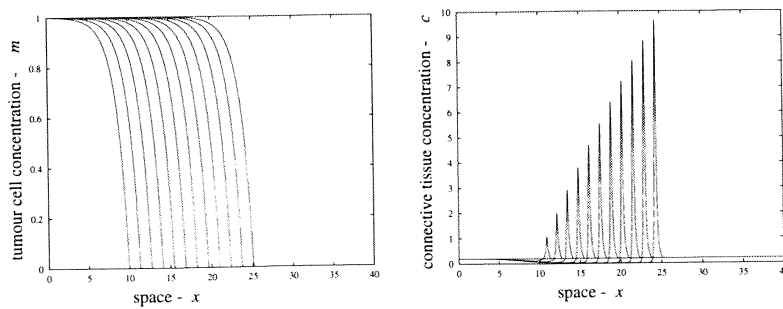 tumour cell concentration - m
1
0.8
0.6
0.4
0.2
0
0 5 10 15 20 25 30 35 40
space - x
connective tissue concentration - c
10
9
8
7
6
5
4
3
2
1
0
0 5 10 15 20 25 30 35 40
space - x